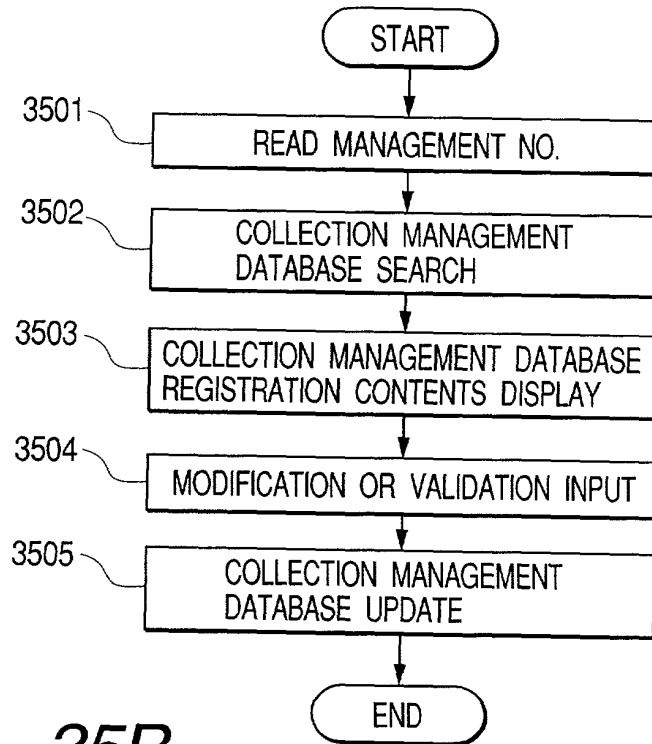 START
3501
READ MANAGEMENT NO.
3502
COLLECTION MANAGEMENT
DATABASE SEARCH
3503
COLLECTION MANAGEMENT DATABASE
REGISTRATION CONTENTS DISPLAY
3504
MODIFICATION OR VALIDATION INPUT
3505
COLLECTION MANAGEMENT
DATABASE UPDATE
END